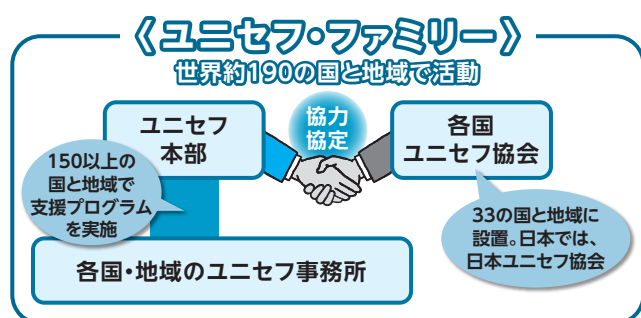 《ユニセフ・ファミリー》
世界約190の国と地域で活動
ユニセフ
本部
協力
協定
各国
ユニセフ協会
150以上の
国と地域で
支援プログラム
を実施
33の国と地域に
設置。日本では、
日本ユニセフ協会
各国・地域のユニセフ事務所